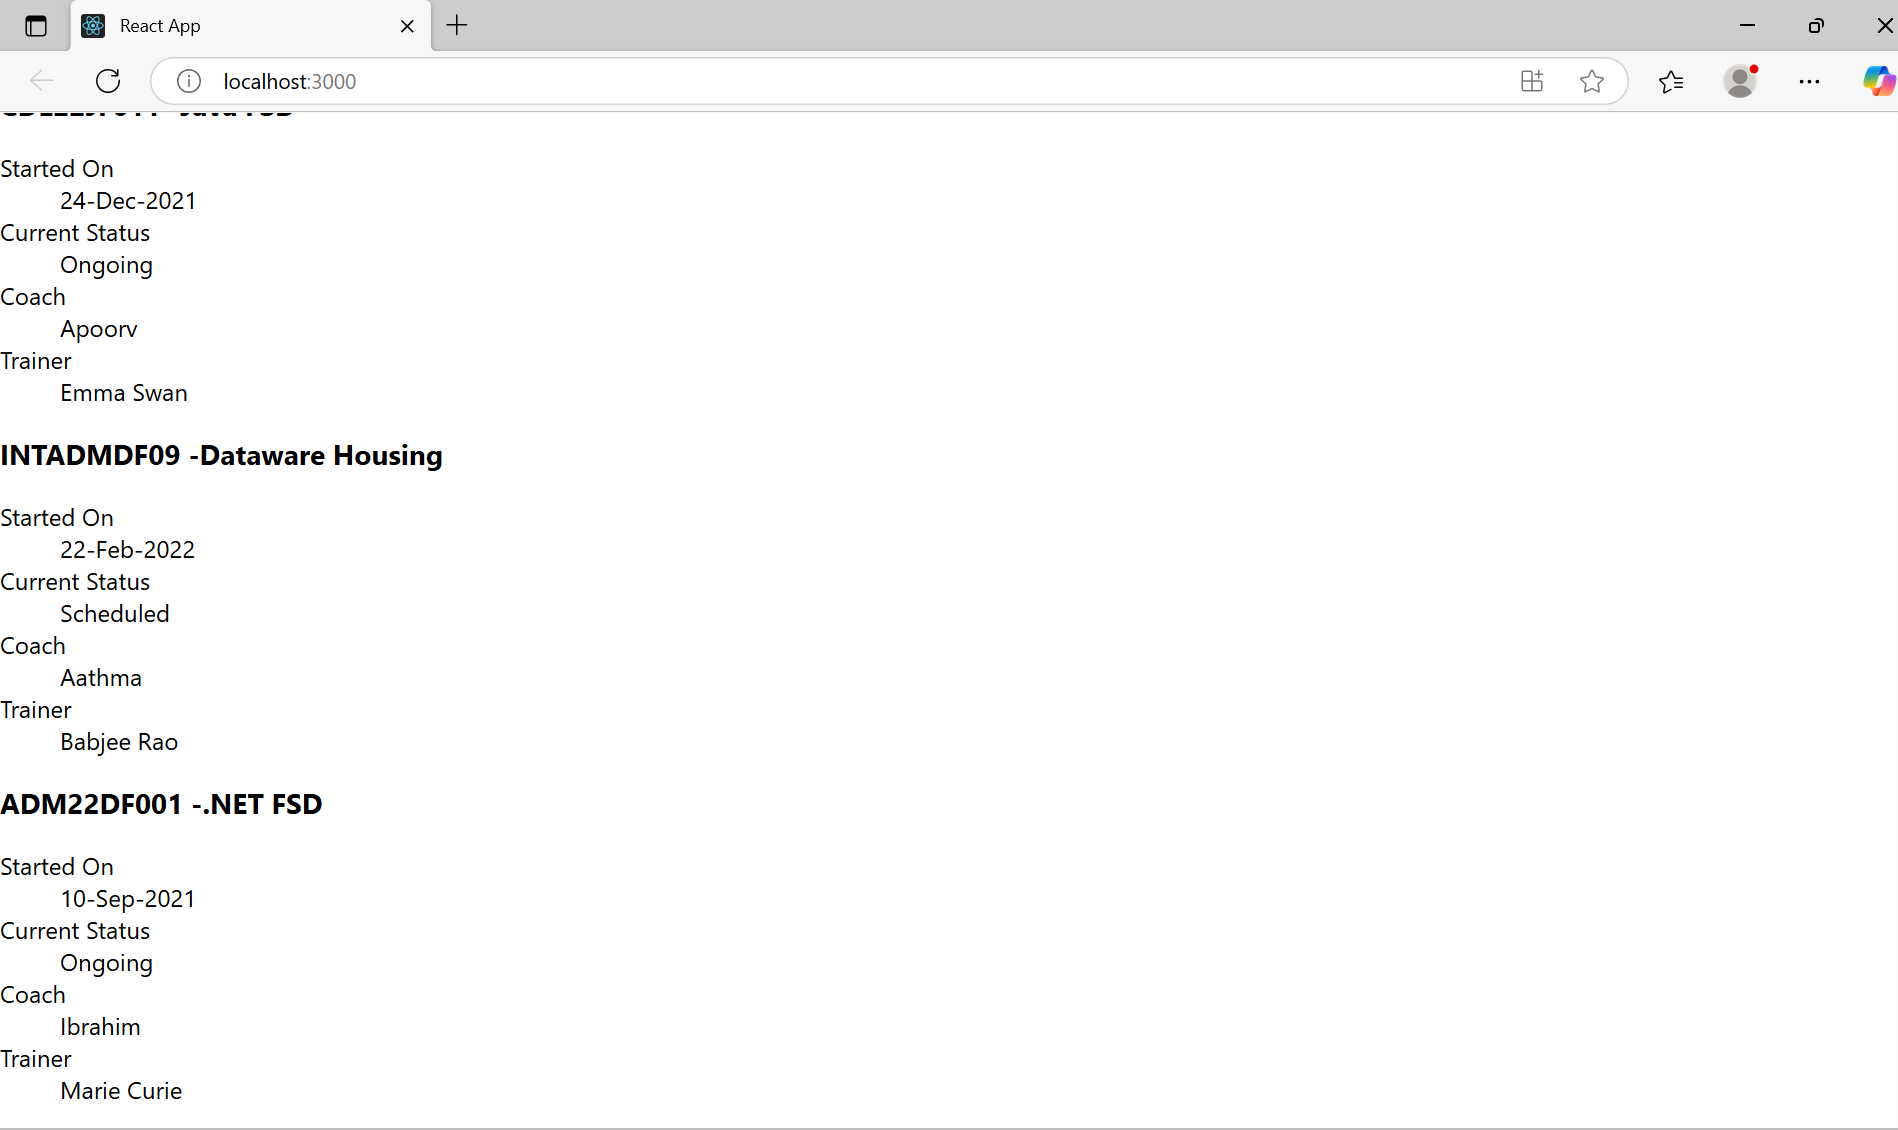 React App
localhost:3000
Java FSD
Started On
24-Dec-2021
Current Status
Ongoing
Coach
Apoorv
Trainer
Emma Swan
INTADMDF09 -Dataware Housing
Started On
22-Feb-2022
Current Status
Scheduled
Coach
Aathma
Trainer
Babjee Rao
ADM22DF001 -.NET FSD
Started On
10-Sep-2021
Current Status
Ongoing
Coach
Ibrahim
Trainer
Marie Curie